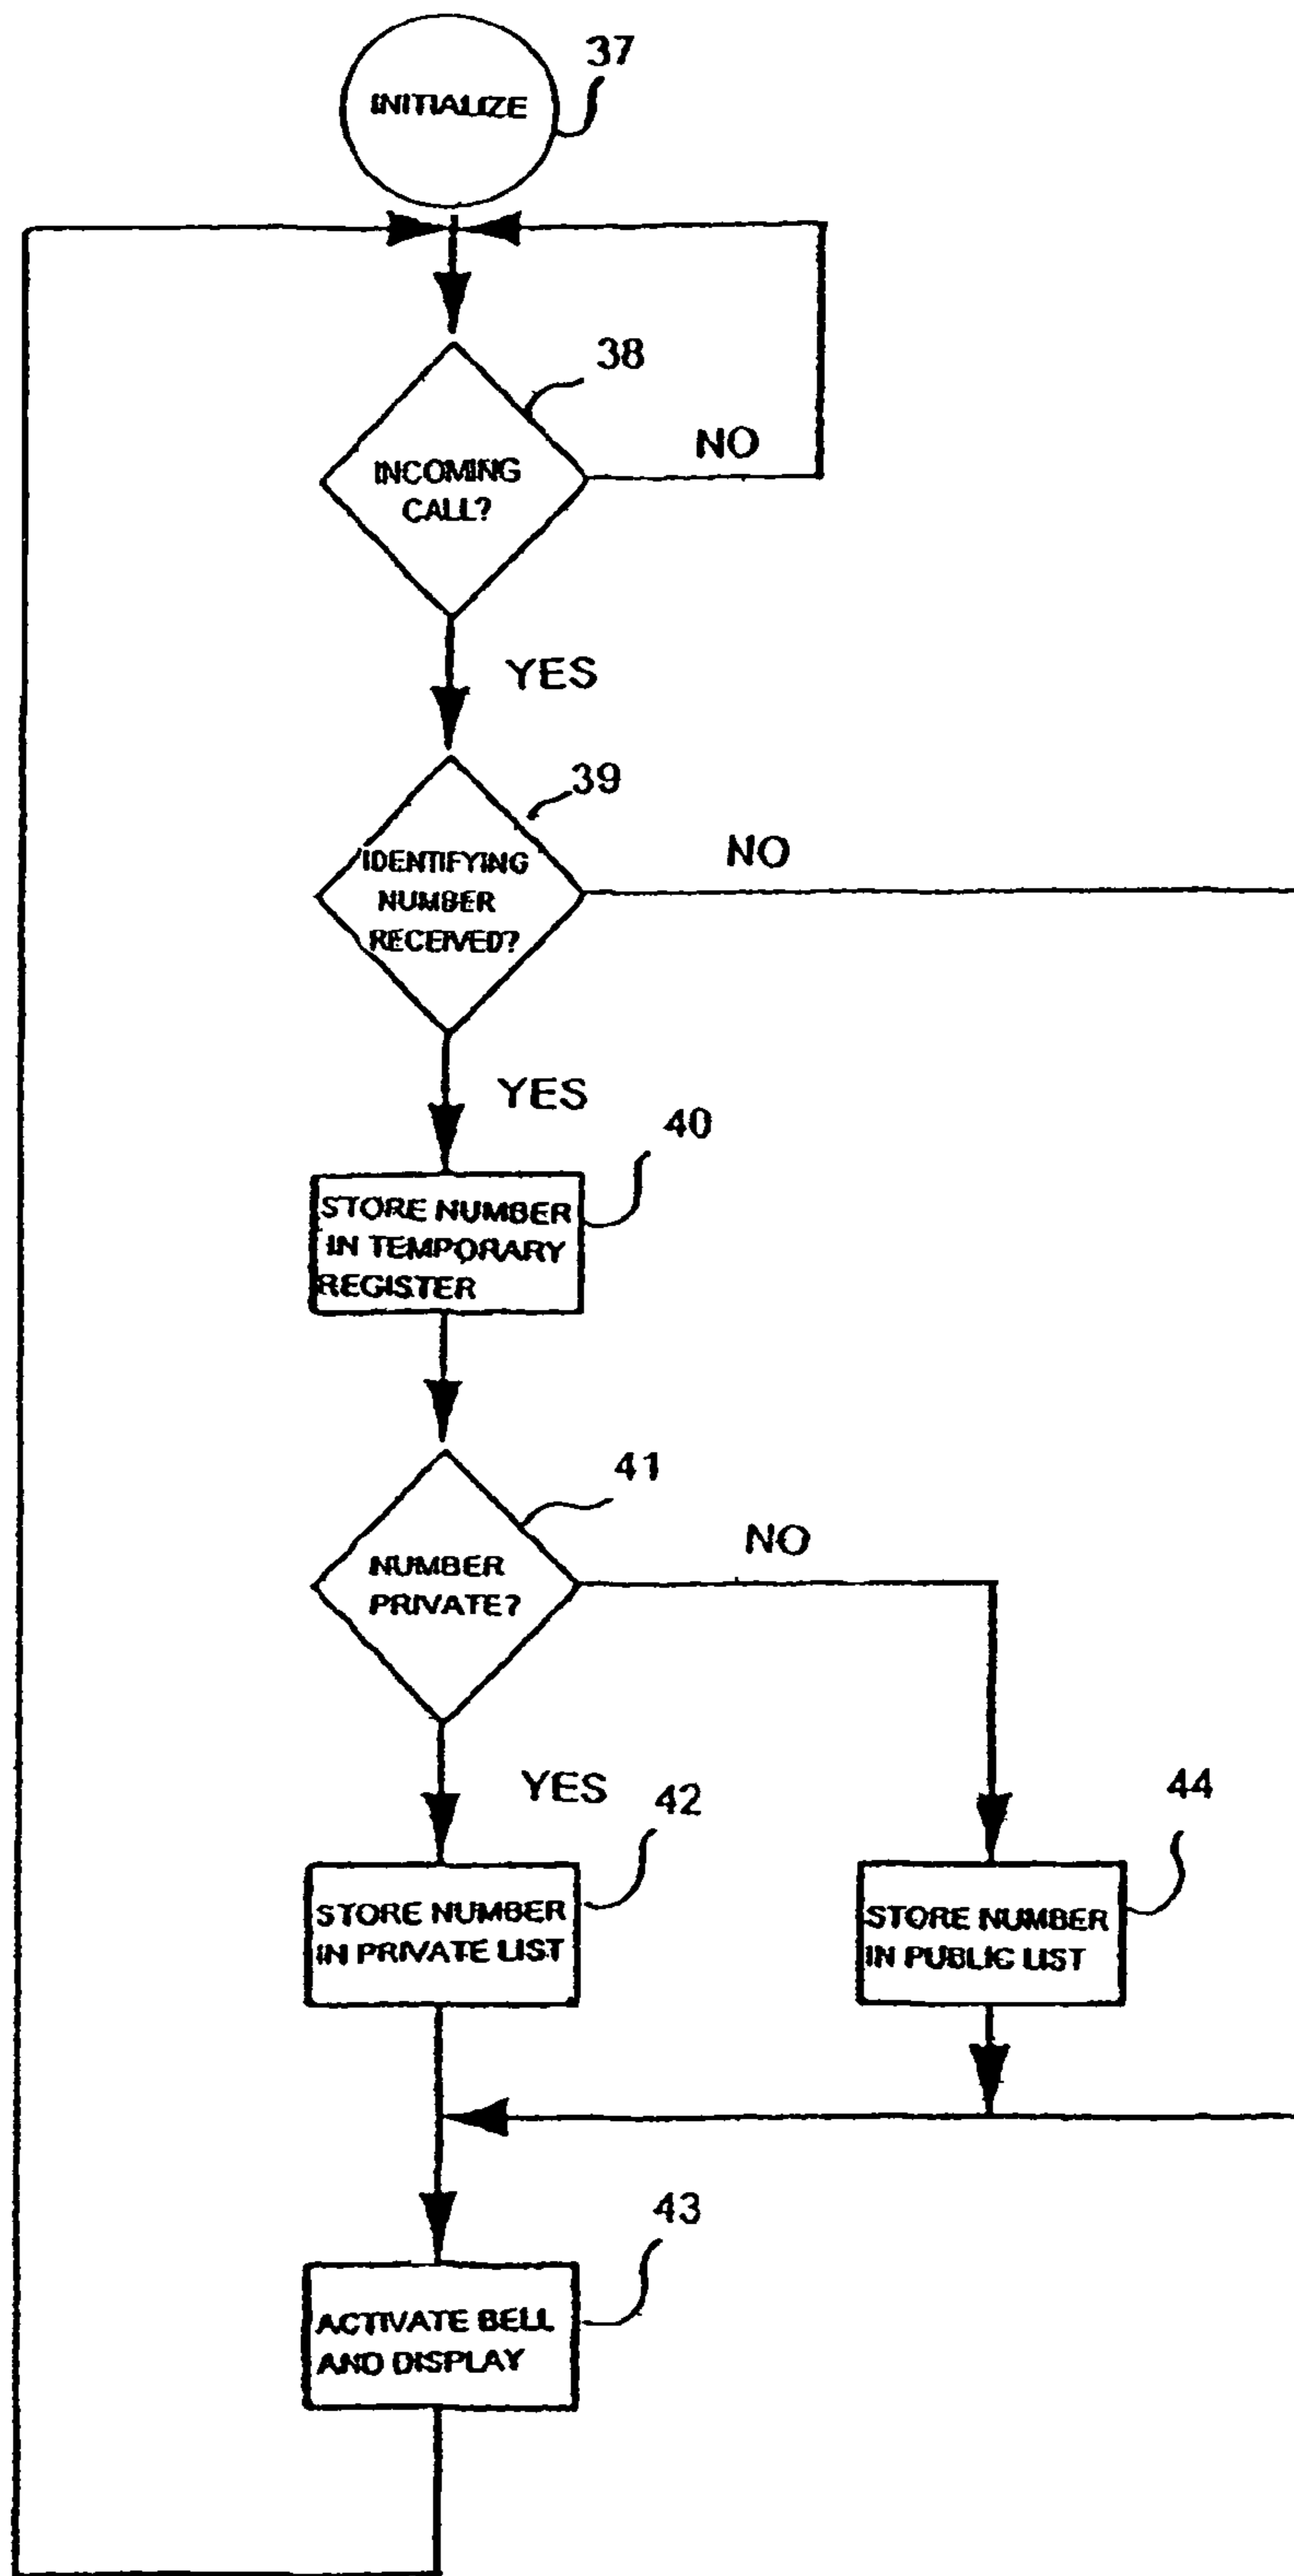 37
INITIALIZE
38
NO
INCOMING
CALL?
YES
39
NO
IDENTIFYING
NUMBER
RECEIVED?
YES
40
STORE NUMBER
IN TEMPORARY
REGISTER
41
NO
NUMBER
PRIVATE?
YES
42
44
STORE NUMBER
IN PRIVATE LIST
STORE NUMBER
IN PUBLIC LIST
43
ACTIVATE BELL
AND DISPLAY